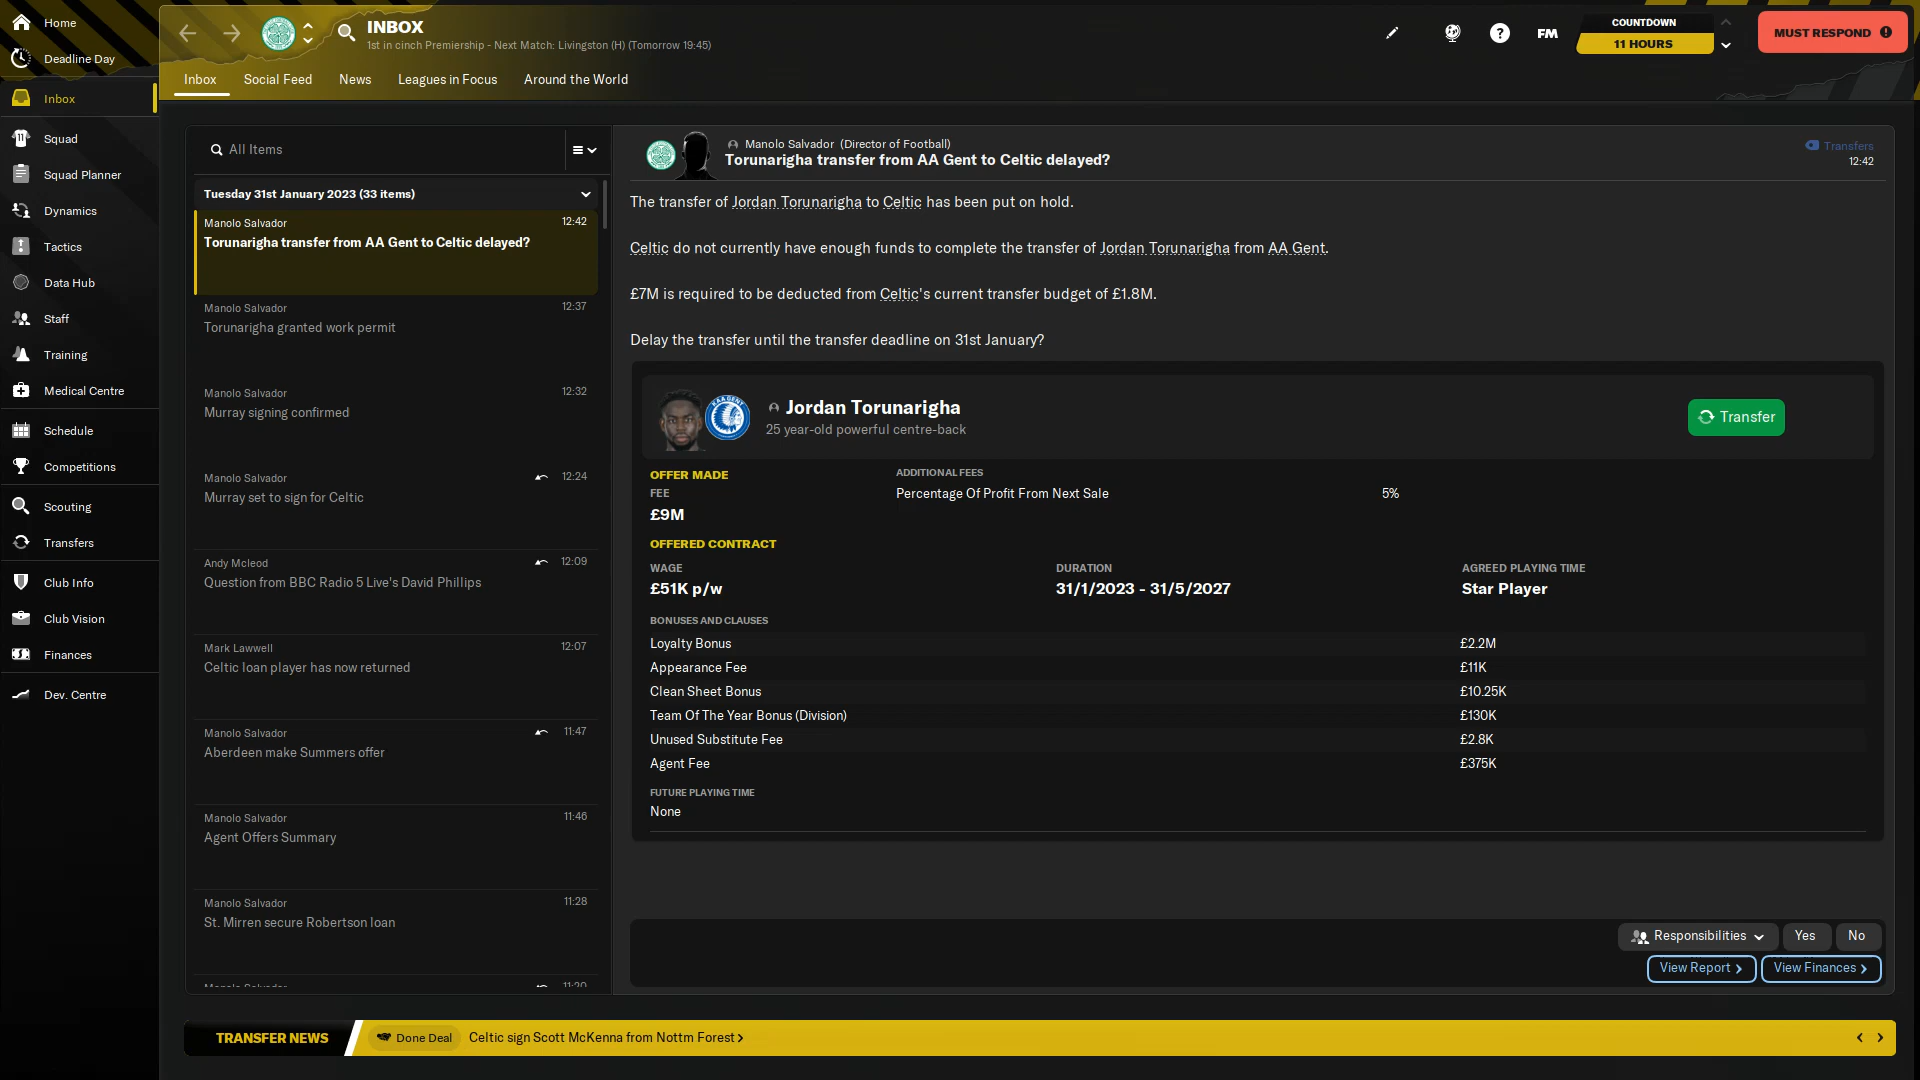 Home
Deadline Day
Inbox
Squad
Squad Planner
Dynamics
Tactics
Data Hub
Staff
Training
Medical Centre
Schedule
Competitions
Scouting
Transfers
Club Info
Club Vision
Finances
Dev. Centre
INBOX
1st in cinch Premiership - Next Match: Livingston (H) (Tomorrow 19:45)
FM
COUNTDOWN
11 HOURS
MUST RESPOND
Inbox Social Feed News Leagues in Focus Around the World
All Items
Tuesday 31st January 2023 (33 items)
Manolo Salvador 12:42
Torunarigha transfer from AA Gent to Celtic delayed?
Manolo Salvador 12:37
Torunarigha granted work permit
Manolo Salvador 12:32
Murray signing confirmed
Manolo Salvador 12:24
Murray set to sign for Celtic
Andy Mcleod 12:09
Question from BBC Radio 5 Live's David Phillips
Mark Lawwell 12:07
Celtic loan player has now returned
Manolo Salvador 11:47
Aberdeen make Summers offer
Manolo Salvador 11:46
Agent Offers Summary
Manolo Salvador 11:28
St. Mirren secure Robertson loan
Manolo Salvador 11:20
Manolo Salvador (Director of Football)
Torunarigha transfer from AA Gent to Celtic delayed?
Transfers
12:42
The transfer of Jordan Torunarigha to Celtic has been put on hold.
Celtic do not currently have enough funds to complete the transfer of Jordan Torunarigha from AA Gent.
£7M is required to be deducted from Celtic's current transfer budget of £1.8M.
Delay the transfer until the transfer deadline on 31st January?
Jordan Torunarigha
25 year-old powerful centre-back
Transfer
OFFER MADE
FEE
£9M
ADDITIONAL FEES
Percentage Of Profit From Next Sale 5%
OFFERED CONTRACT
WAGE DURATION AGREED PLAYING TIME
£51K p/w 31/1/2023 - 31/5/2027 Star Player
BONUSES AND CLAUSES
Loyalty Bonus £2.2M
Appearance Fee £11K
Clean Sheet Bonus £10.25K
Team Of The Year Bonus (Division) £130K
Unused Substitute Fee £2.8K
Agent Fee £375K
FUTURE PLAYING TIME
None
Responsibilities Yes No
View Report View Finances
TRANSFER NEWS Done Deal Celtic sign Scott McKenna from Nottm Forest